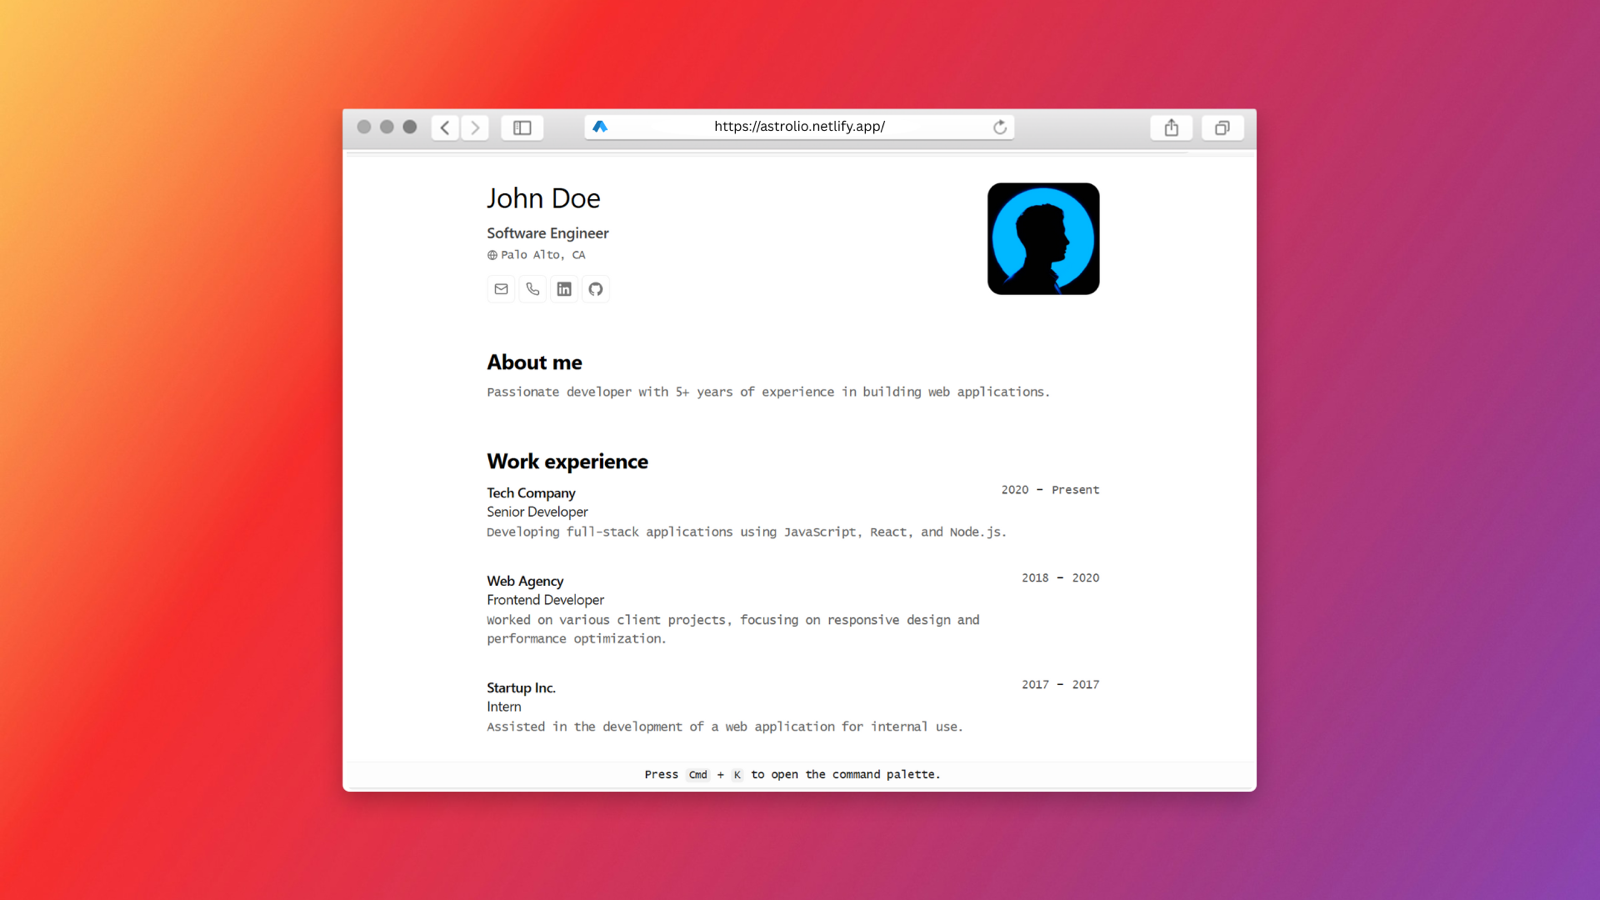 https://astrolio.netlify.app/
John Doe
Software Engineer
Palo Alto, CA
in
About me
Passionate developer with 5+ years of experience in building web applications.
Work experience
Tech Company
2020 - Present
Senior Developer
Developing full-stack applications using JavaScript, React, and Node.js.
Web Agency
2018 - 2020
Frontend Developer
Worked on various client projects, focusing on responsive design and
performance optimization.
Startup Inc.
2017 - 2017
Intern
Assisted in the development of a web application for internal use.
Press Cmd + K to open the command palette.